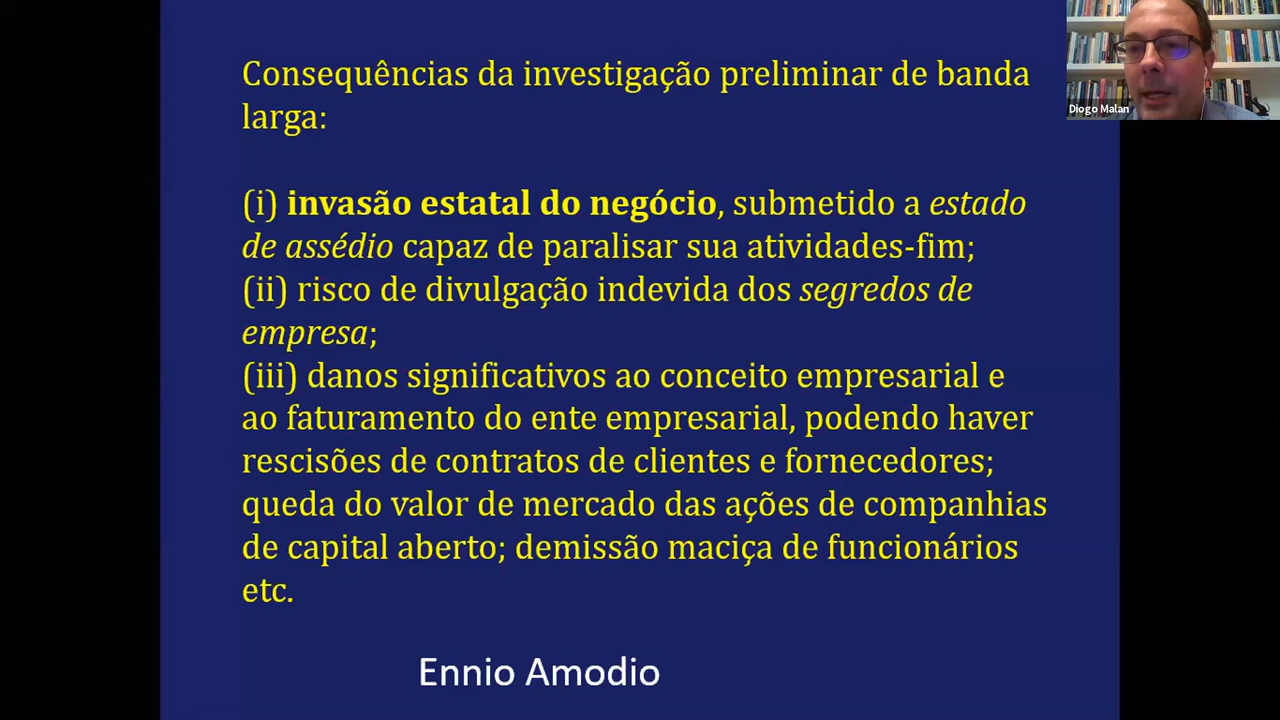 Consequências da investigação preliminar de banda
larga:
(i) invasão estatal do negócio, submetido a estado
de assédio capaz de paralisar sua atividades-fim;
(ii) risco de divulgação indevida dos segredos de
empresa;
(iii) danos significativos ao conceito empresarial e
ao faturamento do ente empresarial, podendo haver
rescisões de contratos de clientes e fornecedores;
queda do valor de mercado das ações de companhias
de capital aberto; demissão maciça de funcionários
etc.
Ennio Amodio
Diogo Malan